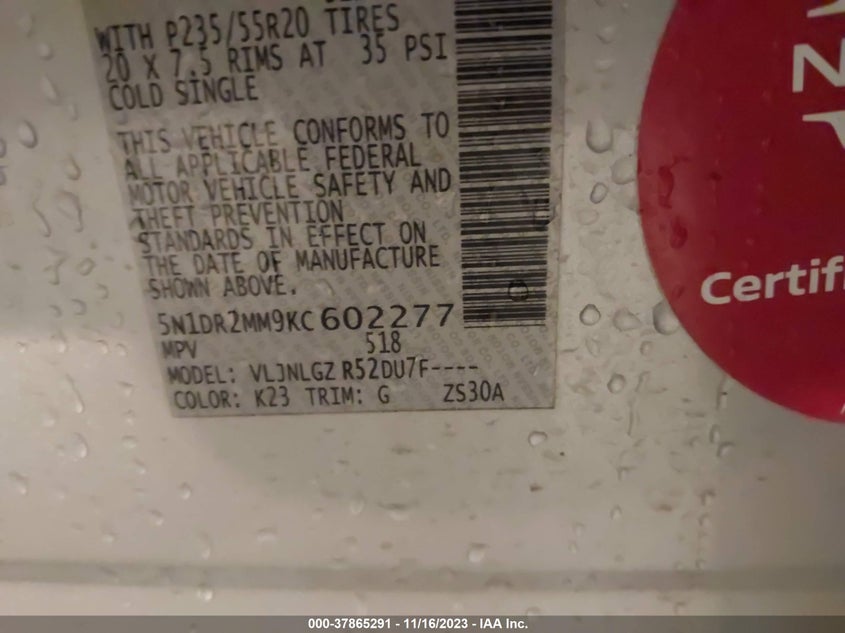 WITH P235/55R20 TIRES
20 X 7.5 RIMS AT 35 PSI
COLD SINGLE
THIS VEHICLE CONFORMS TO
ALL APPLICABLE FEDERAL
MOTOR VEHICLE SAFETY AND
THEFT PREVENTION
STANDARDS IN EFFECT ON
THE DATE OF MANUFACTURE
SHOWN ABOVE.
5N1DR2MM9KC602277
MPV 518
MODEL: VLJNLGZ R52DU7F----
COLOR: K23 TRIM: G ZS30A
Certifi
000-37865291 - 11/16/2023 - IAA Inc.